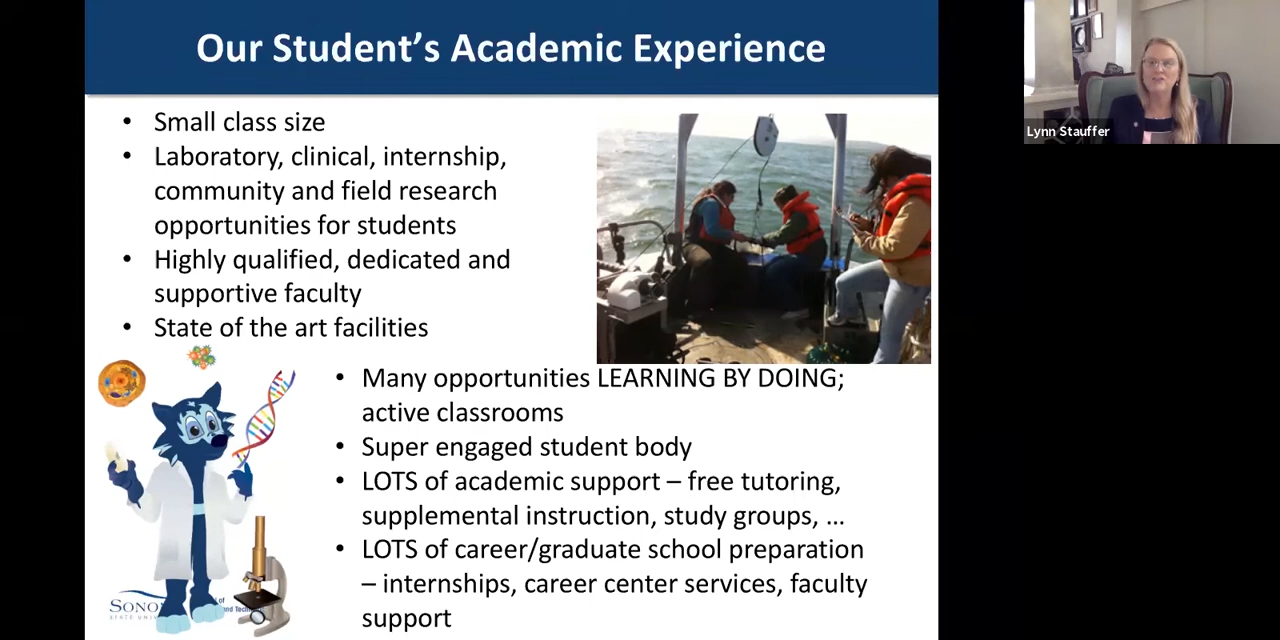 Our Student's Academic Experience
• Small class size
• Laboratory, clinical, internship,
community and field research
opportunities for students
• Highly qualified, dedicated and
supportive faculty
• State of the art facilities
• Many opportunities LEARNING BY DOING;
active classrooms
• Super engaged student body
• LOTS of academic support – free tutoring,
supplemental instruction, study groups, …
• LOTS of career/graduate school preparation
– internships, career center services, faculty
support
Lynn Stauffer